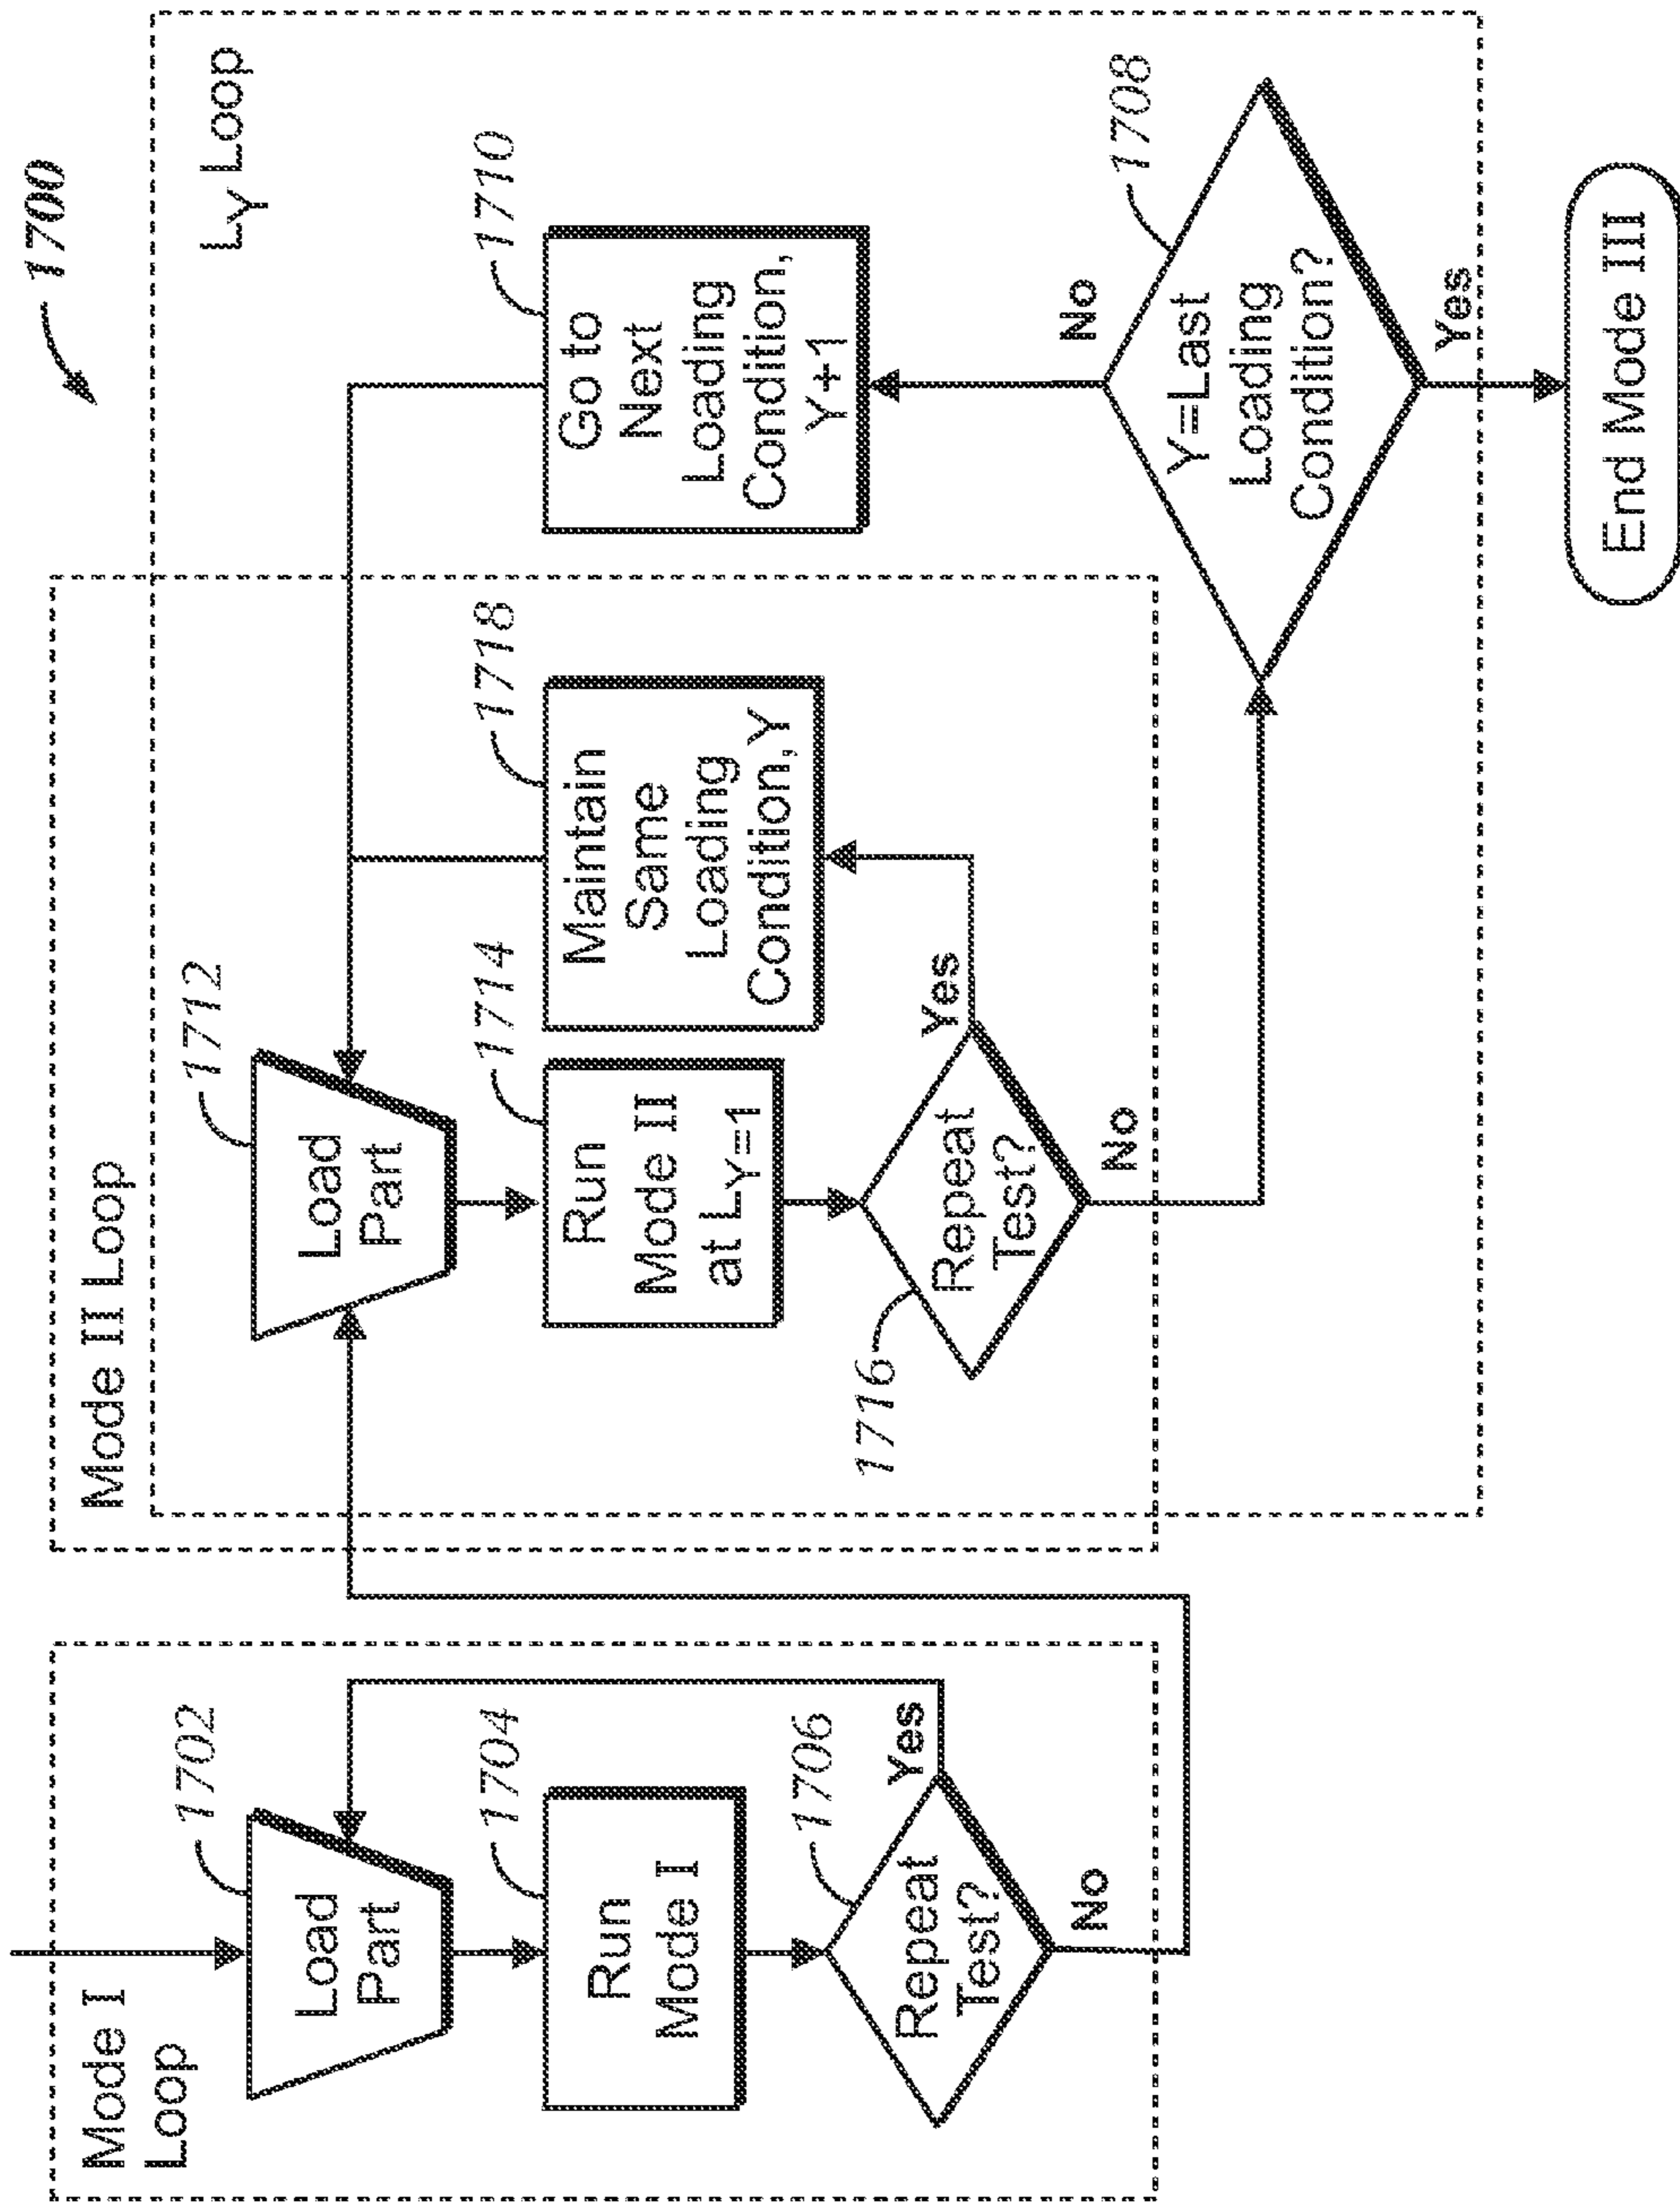 1700
Mode I
Loop
1702
Load
Part
1704
Run
Mode I
1706
Repeat
Test?
Yes
No
Mode II Loop
1712
Load
Part
1714
Run
Mode II
at LY=1
1716
Repeat
Test?
Yes
No
1718
Maintain
Same
Loading
Condition,Y
LY Loop
1710
Go to
Next
Loading
Condition,
Y+1
No
1708
Y=Last
Loading
Condition?
Yes
End Mode III